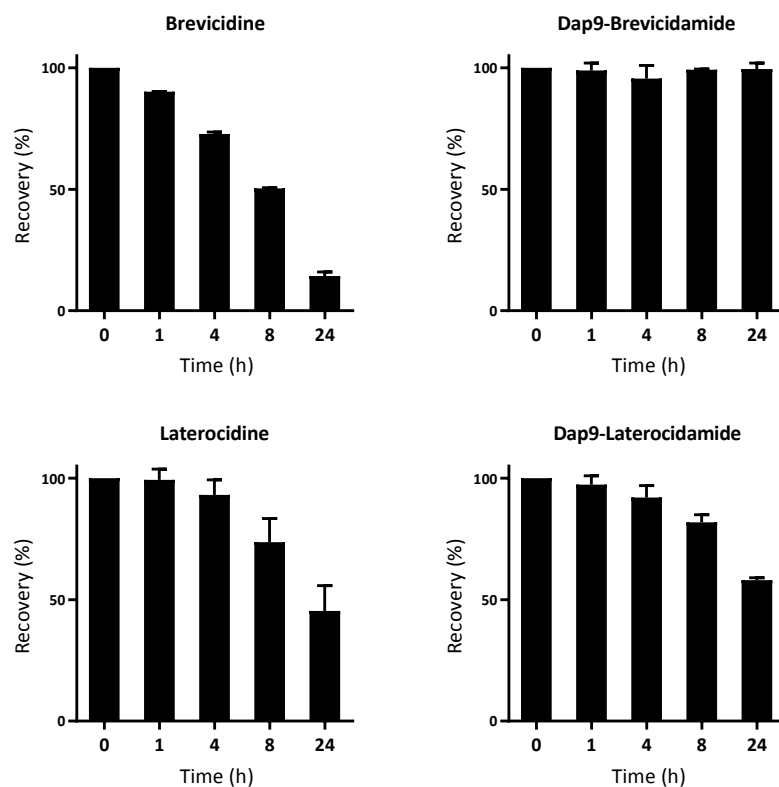 Brevicidine
Recovery (%)
100
50
0
0 1 4 8 24
Time (h)
Dap9-Brevicidamide
Recovery (%)
100
50
0
0 1 4 8 24
Time (h)
Laterocidine
Recovery (%)
100
50
0
0 1 4 8 24
Time (h)
Dap9-Laterocidamide
Recovery (%)
100
50
0
0 1 4 8 24
Time (h)